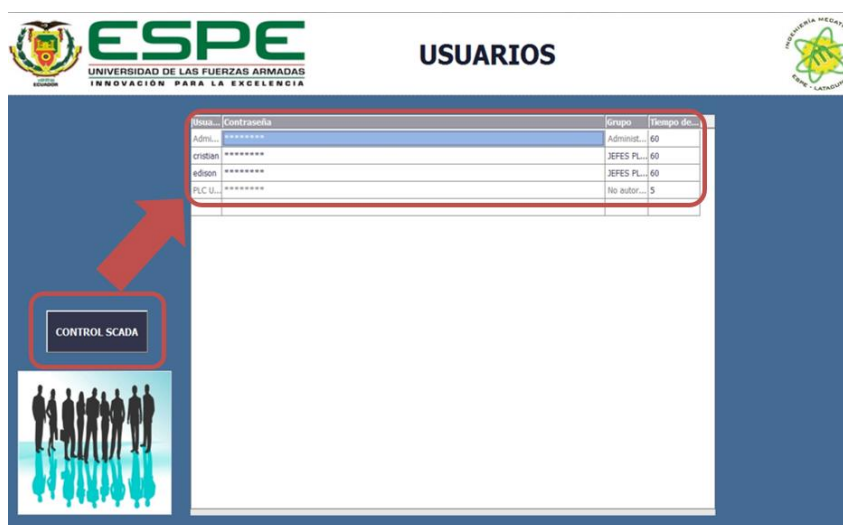 ESPE
UNIVERSIDAD DE LAS FUERZAS ARMADAS
INNOVACIÓN PARA LA EXCELENCIA
ECUADOR
USUARIOS
Usua... Contraseña Grupo Tiempo de...
Admi... ******** Administ... 60
cristian ******** JEFES PL... 60
edison ******** JEFES PL... 60
PLC U... ******** No autor... 5
CONTROL SCADA